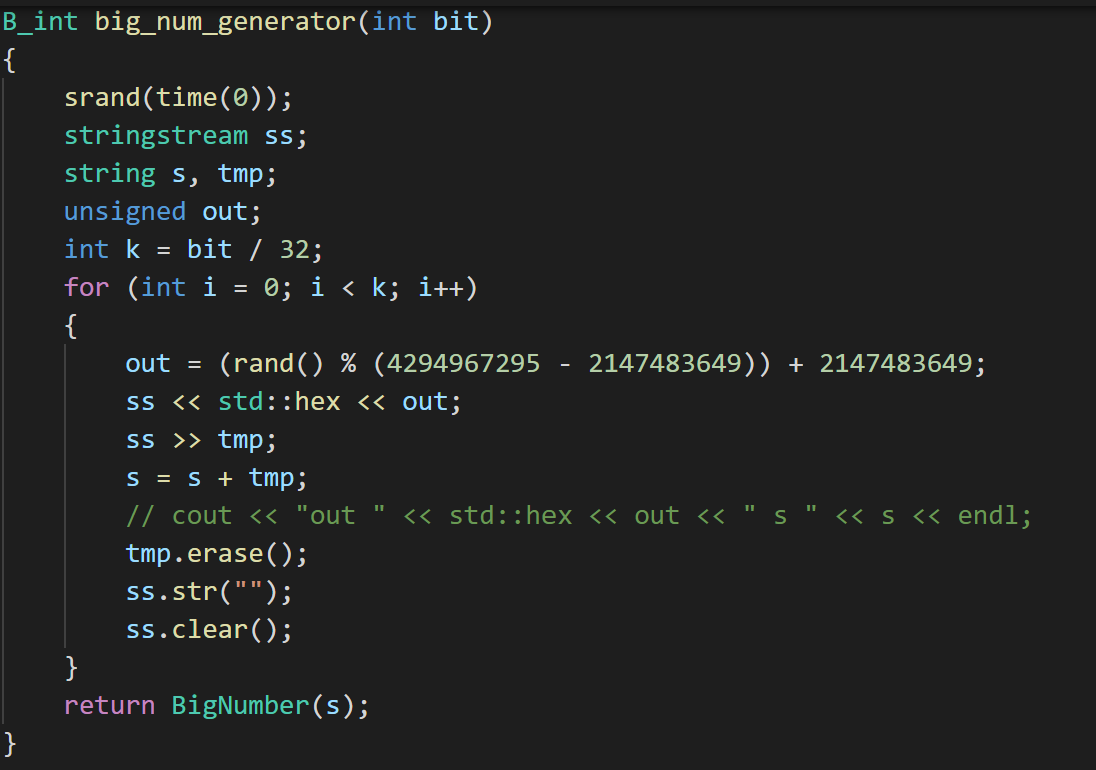 B_int big_num_generator(int bit)
{
    srand(time(0));
    stringstream ss;
    string s, tmp;
    unsigned out;
    int k = bit / 32;
    for (int i = 0; i < k; i++)
    {
        out = (rand() % (4294967295 - 2147483649)) + 2147483649;
        ss << std::hex << out;
        ss >> tmp;
        s = s + tmp;
        // cout << "out " << std::hex << out << " s " << s << endl;
        tmp.erase();
        ss.str("");
        ss.clear();
    }
    return BigNumber(s);
}